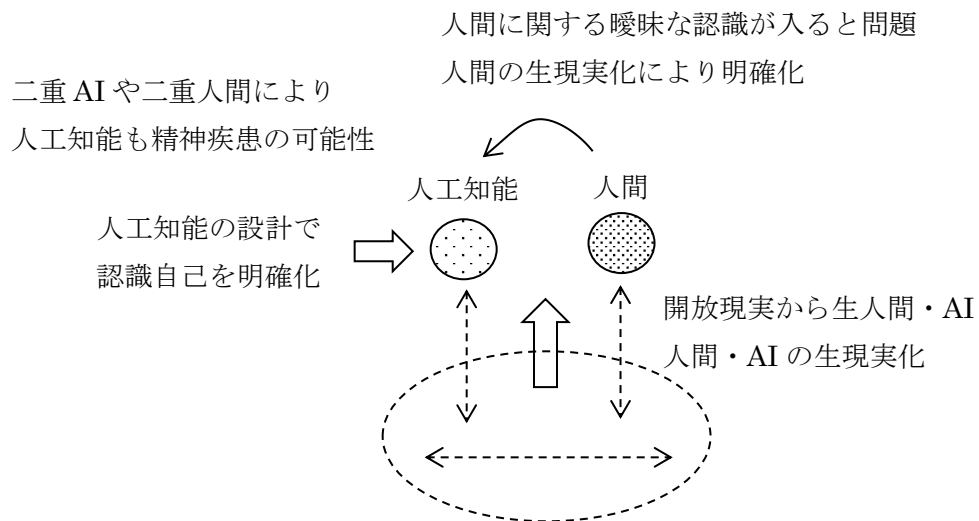 人間に関する曖昧な認識が入ると問題
人間の生現実化により明確化
二重 AI や二重人間により
人工知能も精神疾患の可能性
人工知能
人間
人工知能の設計で
認識自己を明確化
開放現実から生人間・AI
人間・AI の生現実化